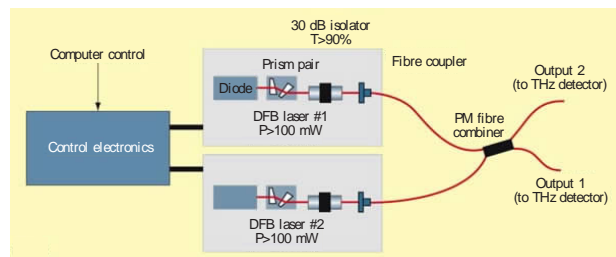 30 dB isolator
T>90%
Computer control
Prism pair
Fibre coupler
Output 2
(to THz detector)
Diode
PM fibre
combiner
DFB laser #1
P>100 mW
Control electronics
Output 1
(to THz detector)
DFB laser #2
P>100 mW